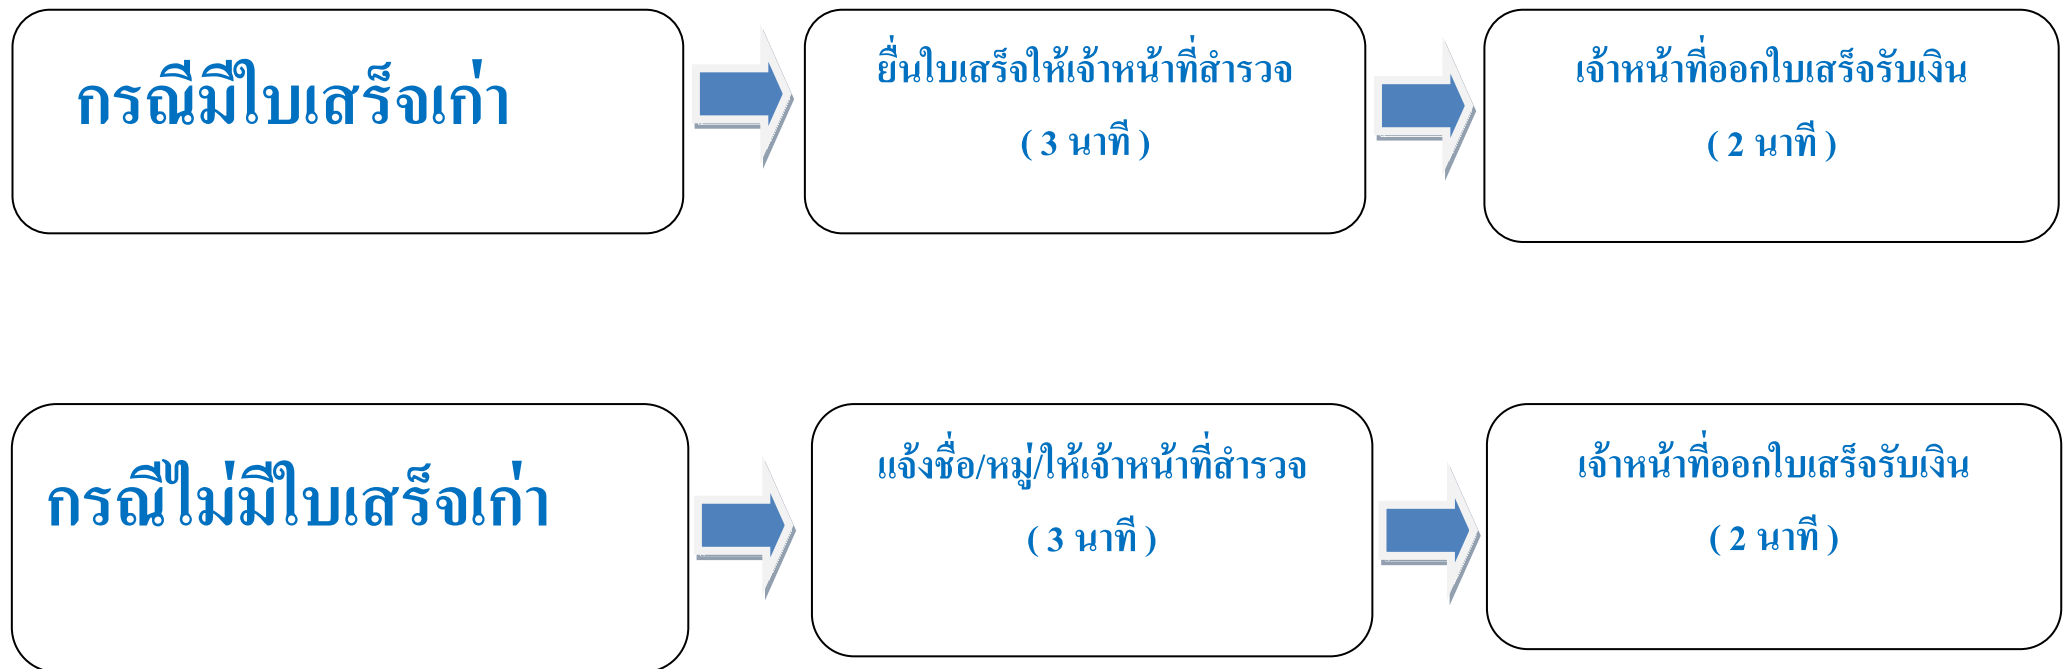 กรณีมีใบเสร็จเก่า
ยื่นใบเสร็จให้เจ้าหน้าที่สำรวจ
( 3 นาที )
เจ้าหน้าที่ออกใบเสร็จรับเงิน
( 2 นาที )
กรณีไม่มีใบเสร็จเก่า
แจ้งชื่อ/หมู่/ให้เจ้าหน้าที่สำรวจ
( 3 นาที )
เจ้าหน้าที่ออกใบเสร็จรับเงิน
( 2 นาที )